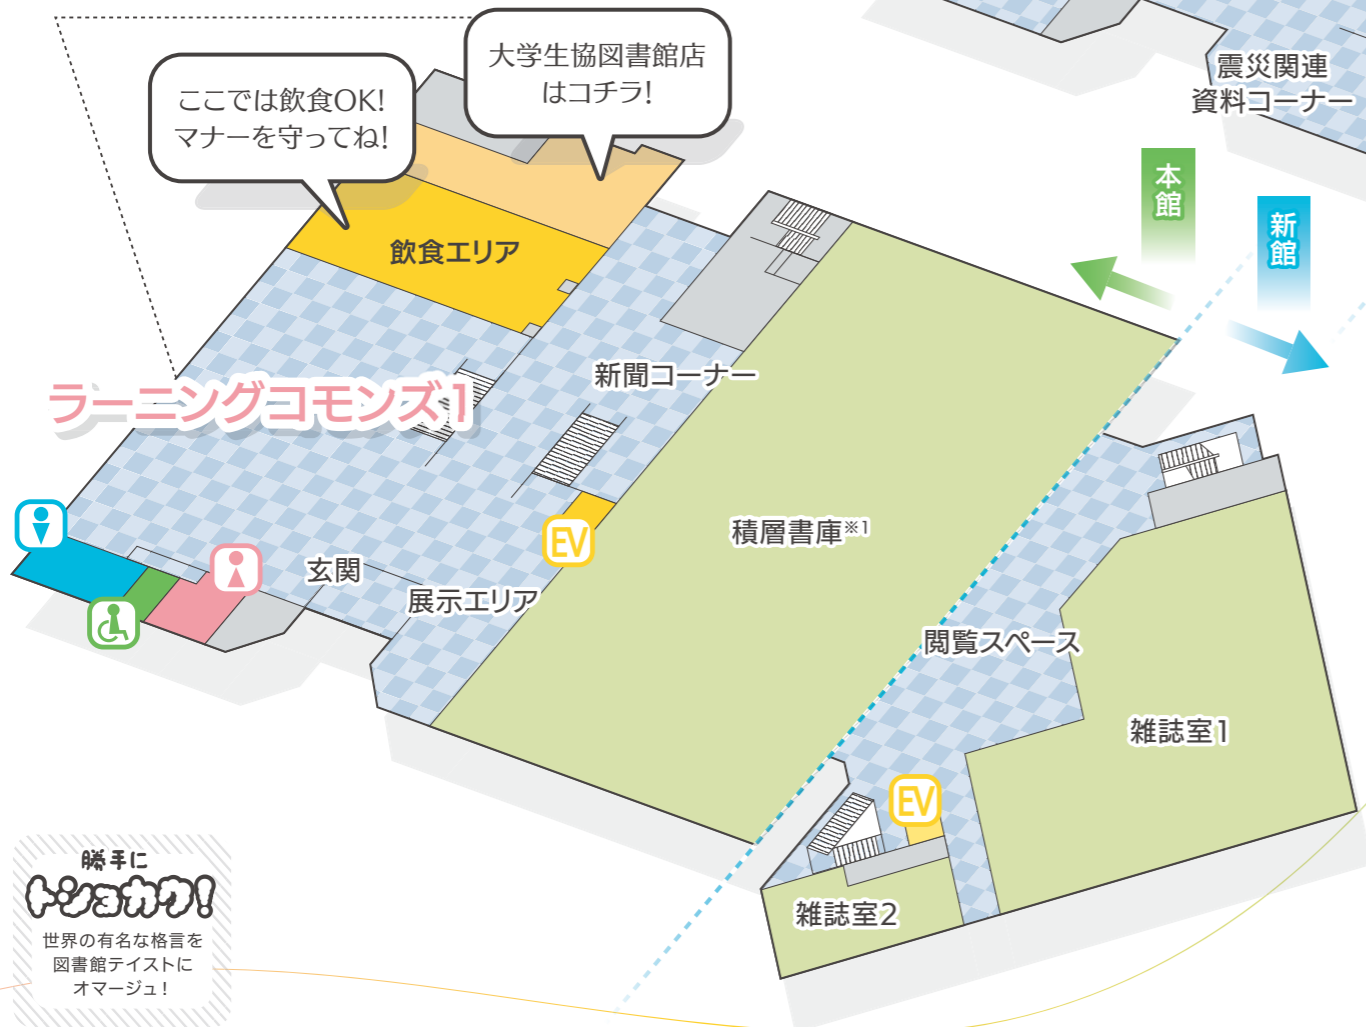 大学生協図書館店
はコチラ!
ここでは飲食OK!
マナーを守ってね!
震災関連
資料コーナー
本館
新館
飲食エリア
新聞コーナー
ラーニングコモンズ1
EV
積層書庫※1
玄関
展示エリア
閲覧スペース
雑誌室1
EV
雑誌室2
勝手に
トショカク!
世界の有名な格言を
図書館テイストに
オマージュ!